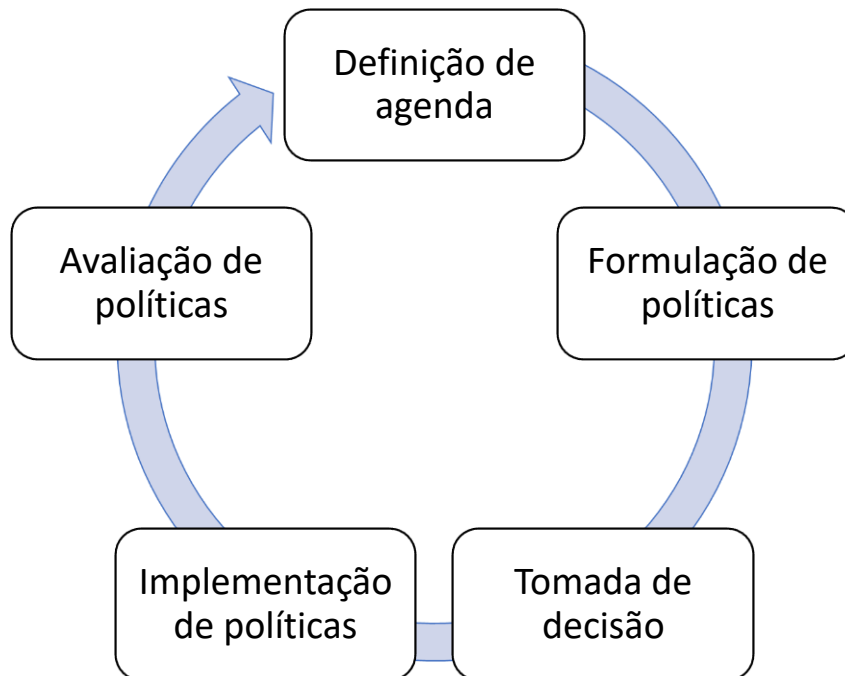 Definição de
agenda
Formulação de
políticas
Tomada de
decisão
Implementação
de políticas
Avaliação de
políticas